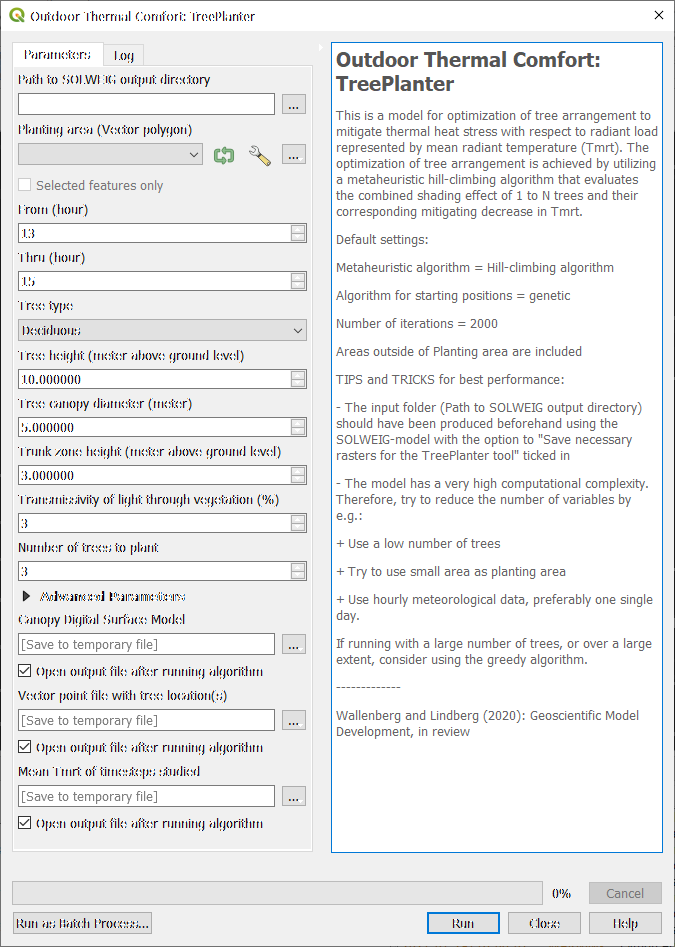 Outdoor Thermal Comfort: TreePlanter
Parameters
Log
Path to SOLWEIG output directory
...
Planting area (Vector polygon)
...
Selected features only
From (hour)
13
Thru (hour)
15
Tree type
Deciduous
Tree height (meter above ground level)
10.000000
Tree canopy diameter (meter)
5.000000
Trunk zone height (meter above ground level)
3.000000
Transmissivity of light through vegetation (%)
3
Number of trees to plant
3
Advanced Parameters
Canopy Digital Surface Model
[Save to temporary file]
...
Open output file after running algorithm
Vector point file with tree location(s)
[Save to temporary file]
...
Open output file after running algorithm
Mean Tmrt of timesteps studied
[Save to temporary file]
...
Open output file after running algorithm
Outdoor Thermal Comfort:
TreePlanter
This is a model for optimization of tree arrangement to
mitigate thermal heat stress with respect to radiant load
represented by mean radiant temperature (Tmrt). The
optimization of tree arrangement is achieved by utilizing
a metaheuristic hill-climbing algorithm that evaluates
the combined shading effect of 1 to N trees and their
corresponding mitigating decrease in Tmrt.
Default settings:
Metaheuristic algorithm = Hill-climbing algorithm
Algorithm for starting positions = genetic
Number of iterations = 2000
Areas outside of Planting area are included
TIPS and TRICKS for best performance:
- The input folder (Path to SOLWEIG output directory)
should have been produced beforehand using the
SOLWEIG-model with the option to "Save necessary
rasters for the TreePlanter tool" ticked in
- The model has a very high computational complexity.
Therefore, try to reduce the number of variables by
e.g.:
+ Use a low number of trees
+ Try to use small area as planting area
+ Use hourly meteorological data, preferably one single
day.
If running with a large number of trees, or over a large
extent, consider using the greedy algorithm.
-------------
Wallenberg and Lindberg (2020): Geoscientific Model
Development, in review
0%
Cancel
Run as Batch Process...
Run
Close
Help